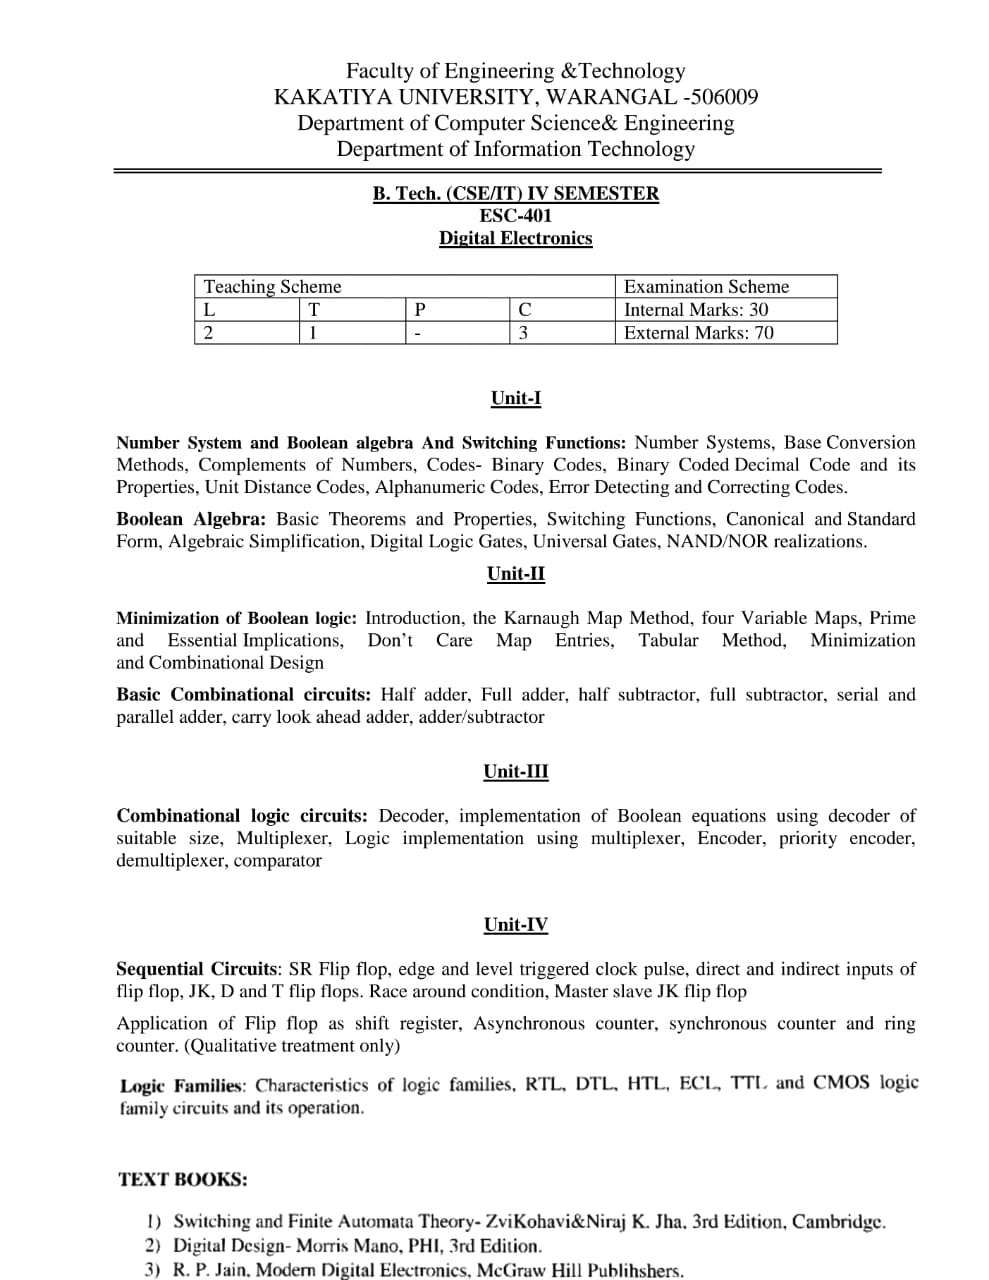 Faculty of Engineering &Technology
KAKATIYA UNIVERSITY, WARANGAL -506009
Department of Computer Science& Engineering
Department of Information Technology
B. Tech. (CSE/IT) IV SEMESTER
ESC-401
Digital Electronics
Teaching Scheme Examination Scheme
L T P C Internal Marks: 30
2 1 - 3 External Marks: 70
Unit-I
Number System and Boolean algebra And Switching Functions: Number Systems, Base Conversion
Methods, Complements of Numbers, Codes- Binary Codes, Binary Coded Decimal Code and its
Properties, Unit Distance Codes, Alphanumeric Codes, Error Detecting and Correcting Codes.
Boolean Algebra: Basic Theorems and Properties, Switching Functions, Canonical and Standard
Form, Algebraic Simplification, Digital Logic Gates, Universal Gates, NAND/NOR realizations.
Unit-II
Minimization of Boolean logic: Introduction, the Karnaugh Map Method, four Variable Maps, Prime
and Essential Implications, Don’t Care Map Entries, Tabular Method, Minimization
and Combinational Design
Basic Combinational circuits: Half adder, Full adder, half subtractor, full subtractor, serial and
parallel adder, carry look ahead adder, adder/subtractor
Unit-III
Combinational logic circuits: Decoder, implementation of Boolean equations using decoder of
suitable size, Multiplexer, Logic implementation using multiplexer, Encoder, priority encoder,
demultiplexer, comparator
Unit-IV
Sequential Circuits: SR Flip flop, edge and level triggered clock pulse, direct and indirect inputs of
flip flop, JK, D and T flip flops. Race around condition, Master slave JK flip flop
Application of Flip flop as shift register, Asynchronous counter, synchronous counter and ring
counter. (Qualitative treatment only)
Logic Families: Characteristics of logic families, RTL, DTL, HTL, ECL, TTL and CMOS logic
family circuits and its operation.
TEXT BOOKS:
1) Switching and Finite Automata Theory- ZviKohavi&Niraj K. Jha, 3rd Edition, Cambridge.
2) Digital Design- Morris Mano, PHI, 3rd Edition.
3) R. P. Jain, Modern Digital Electronics, McGraw Hill Publihshers.